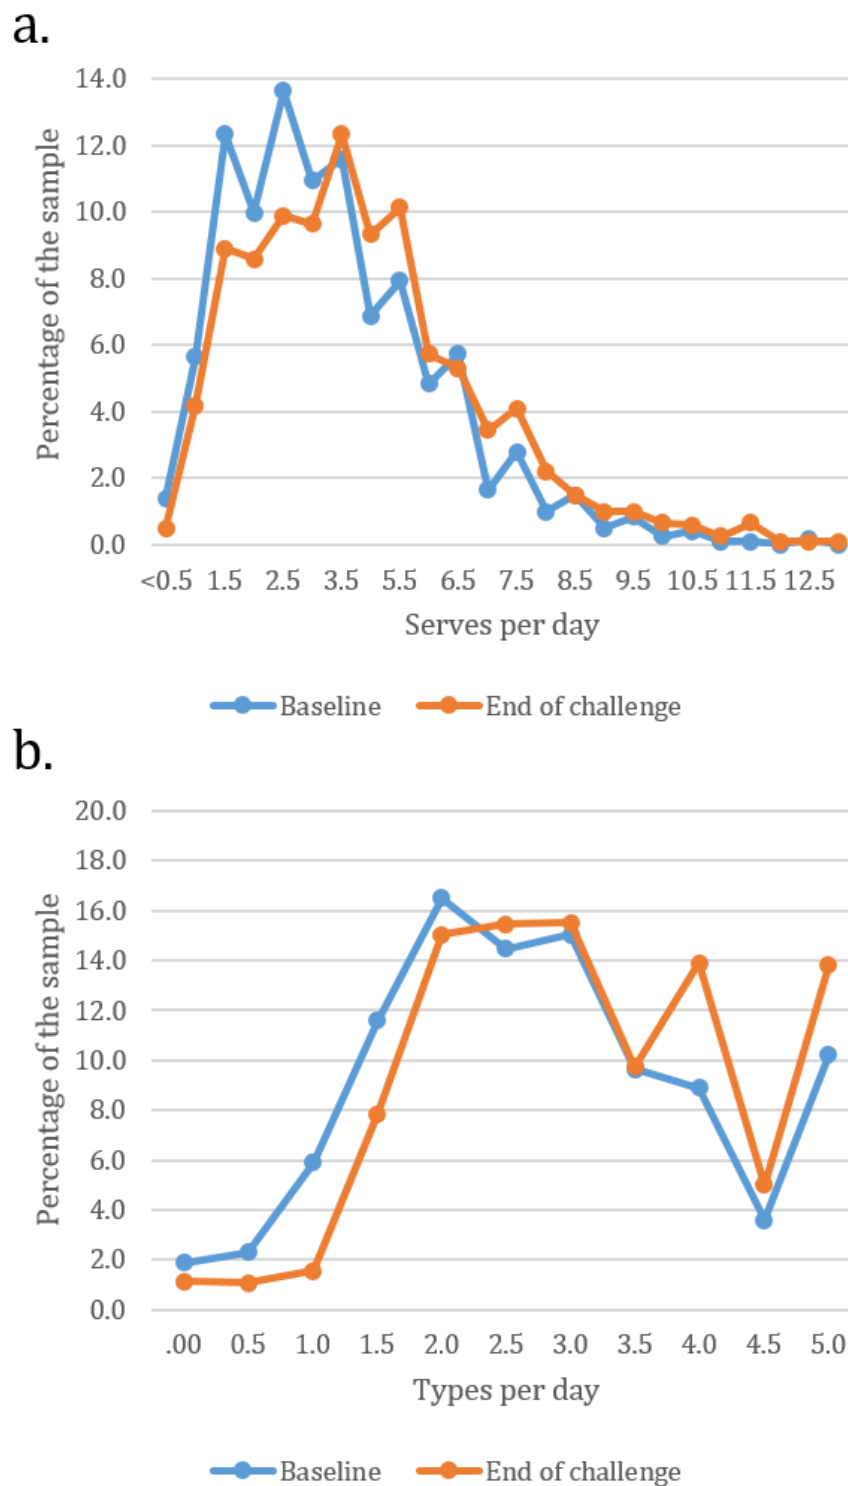 a.
Percentage of the sample
14.0
12.0
10.0
8.0
6.0
4.0
2.0
0.0
<0.5 1.5 2.5 3.5 5.5 6.5 7.5 8.5 9.5 10.5 11.5 12.5
Serves per day
Baseline End of challenge
b.
Percentage of the sample
20.0
18.0
16.0
14.0
12.0
10.0
8.0
6.0
4.0
2.0
0.0
.00 0.5 1.0 1.5 2.0 2.5 3.0 3.5 4.0 4.5 5.0
Types per day
Baseline End of challenge